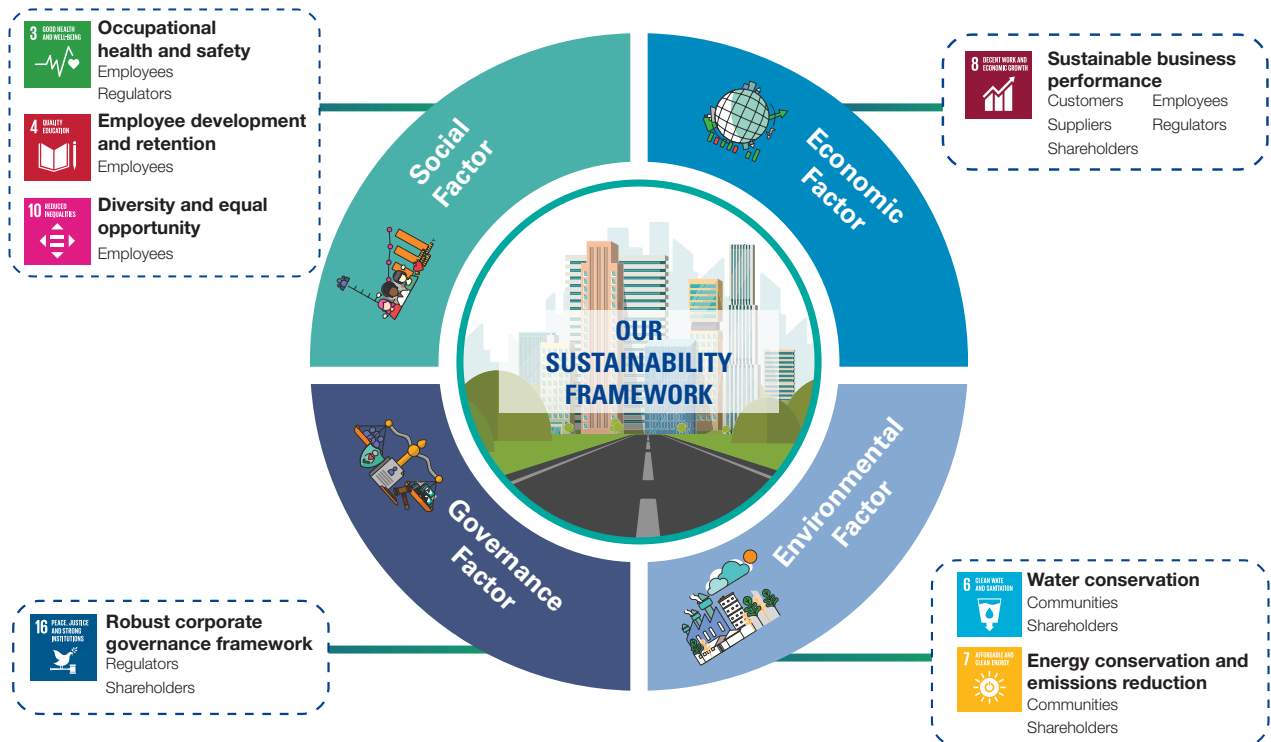 3 GOOD HEALTH
AND WELL-BEING
Occupational
health and safety
Employees
Regulators
4 QUALITY
EDUCATION
Employee development
and retention
Employees
10 REDUCED
INEQUALITIES
Diversity and equal
opportunity
Employees
Social
Factor
Economic
Factor
8 DECENT WORK AND
ECONOMIC GROWTH
Sustainable business
performance
Customers Employees
Suppliers Regulators
Shareholders
OUR
SUSTAINABILITY
FRAMEWORK
Governance
Factor
Environmental
Factor
16 PEACE, JUSTICE
AND STRONG
INSTITUTIONS
Robust corporate
governance framework
Regulators
Shareholders
6 CLEAN WATE
AND SANITATION
Water conservation
Communities
Shareholders
7 AFFORDABLE AND
CLEAN ENERGY
Energy conservation and
emissions reduction
Communities
Shareholders